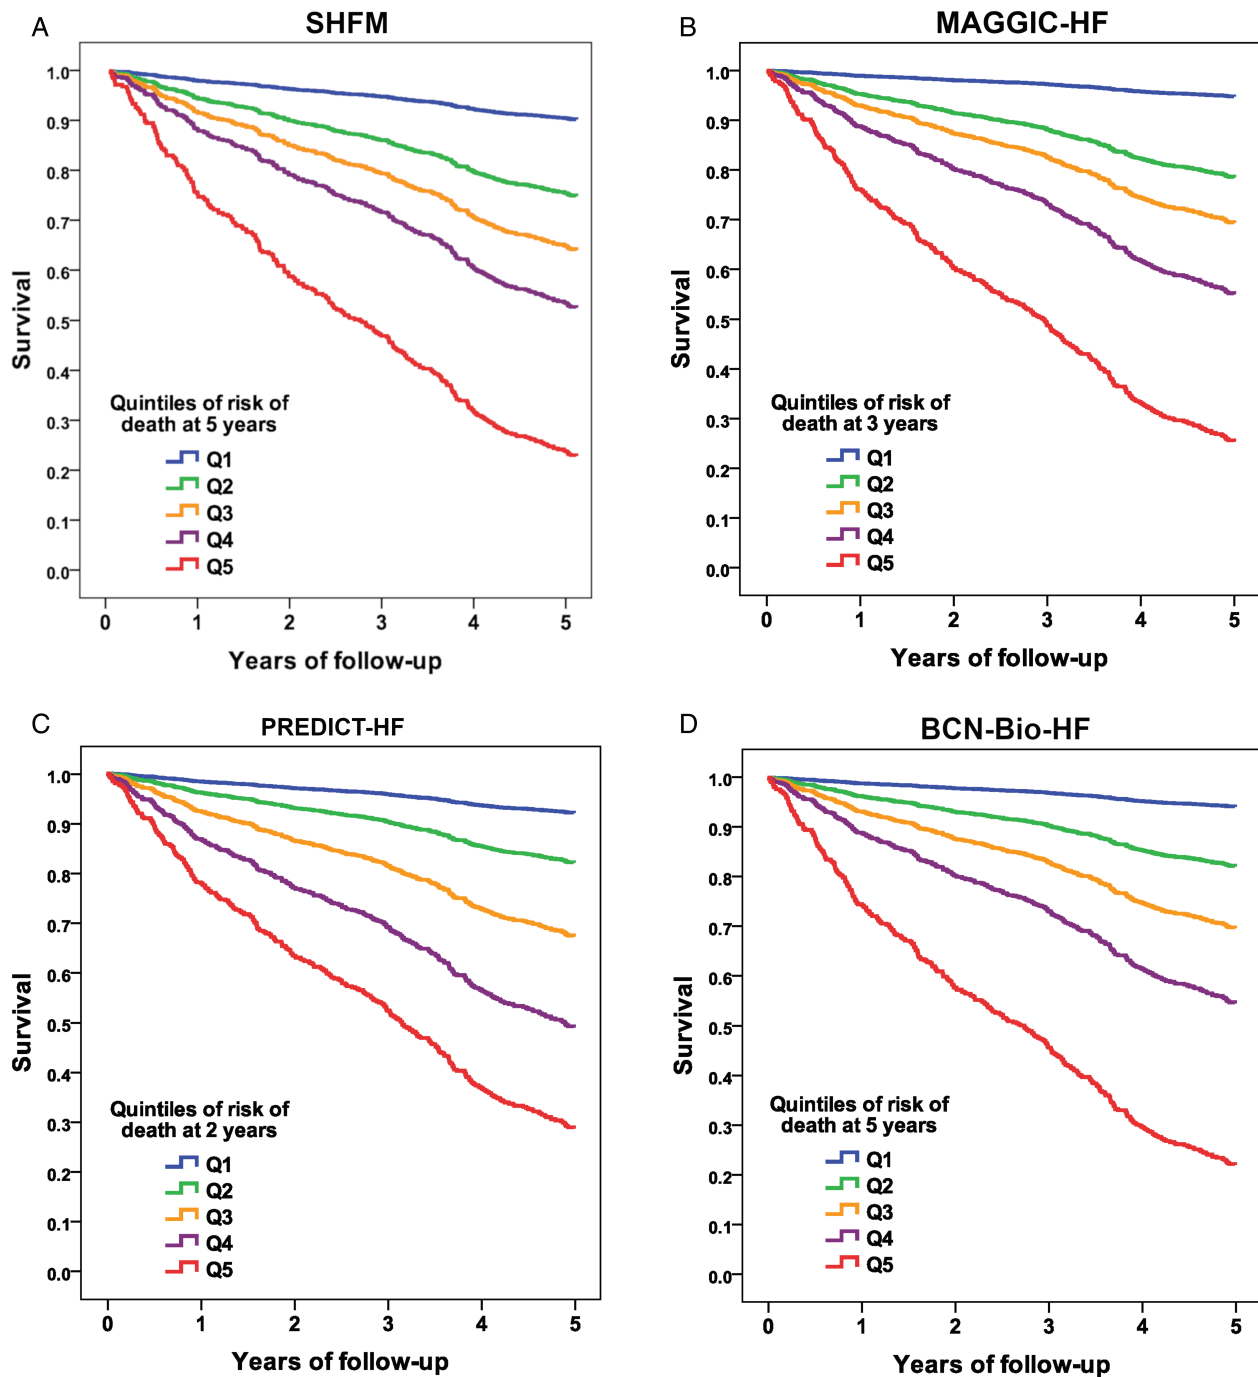 A
SHFM
1.0
0.9
0.8
0.7
0.6
0.5
0.4
0.3
0.2
0.1
0.0
Survival
Quintiles of risk of
death at 5 years
Q1
Q2
Q3
Q4
Q5
0 1 2 3 4 5
Years of follow-up
B
MAGGIC-HF
1.0
0.9
0.8
0.7
0.6
0.5
0.4
0.3
0.2
0.1
0.0
Survival
Quintiles of risk of
death at 3 years
Q1
Q2
Q3
Q4
Q5
0 1 2 3 4 5
Years of follow-up
C
PREDICT-HF
1.0
0.9
0.8
0.7
0.6
0.5
0.4
0.3
0.2
0.1
0.0
Survival
Quintiles of risk of
death at 2 years
Q1
Q2
Q3
Q4
Q5
0 1 2 3 4 5
Years of follow-up
D
BCN-Bio-HF
1.0
0.9
0.8
0.7
0.6
0.5
0.4
0.3
0.2
0.1
0.0
Survival
Quintiles of risk of
death at 5 years
Q1
Q2
Q3
Q4
Q5
0 1 2 3 4 5
Years of follow-up